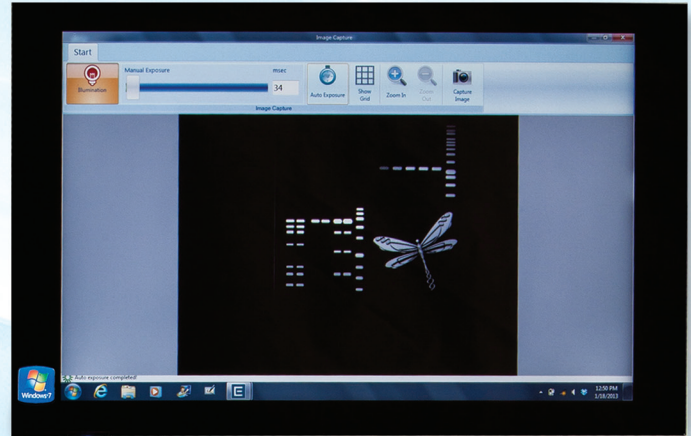 Image Capture
Start
Manual Exposure
msec
34
Illumination
Auto Exposure
Show
Grid
Zoom In
Zoom
Out
Capture
Image
Image Capture
Auto exposure completed!
E
12:50 PM
1/18/2013
Windows 7